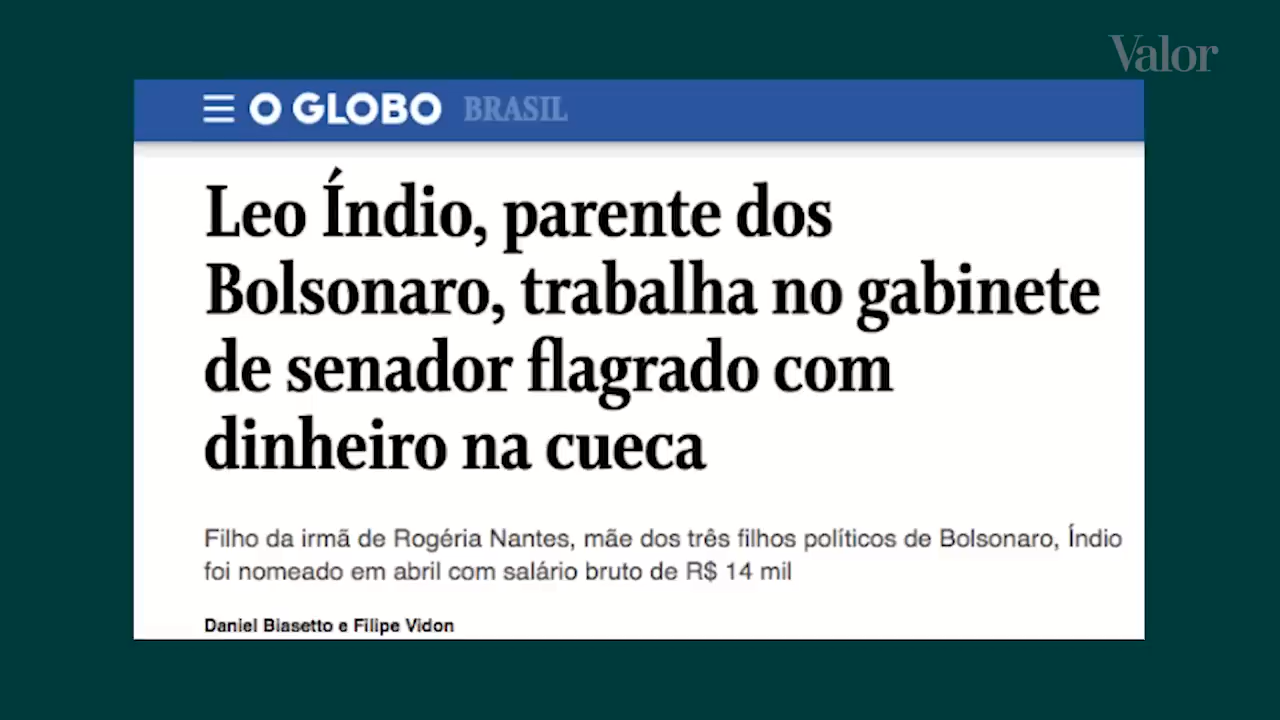 Valor
O GLOBO BRASIL
Leo Índio, parente dos
Bolsonaro, trabalha no gabinete
de senador flagrado com
dinheiro na cueca
Filho da irmã de Rogéria Nantes, mãe dos três filhos políticos de Bolsonaro, Índio
foi nomeado em abril com salário bruto de R$ 14 mil
Daniel Biasetto e Filipe Vidon